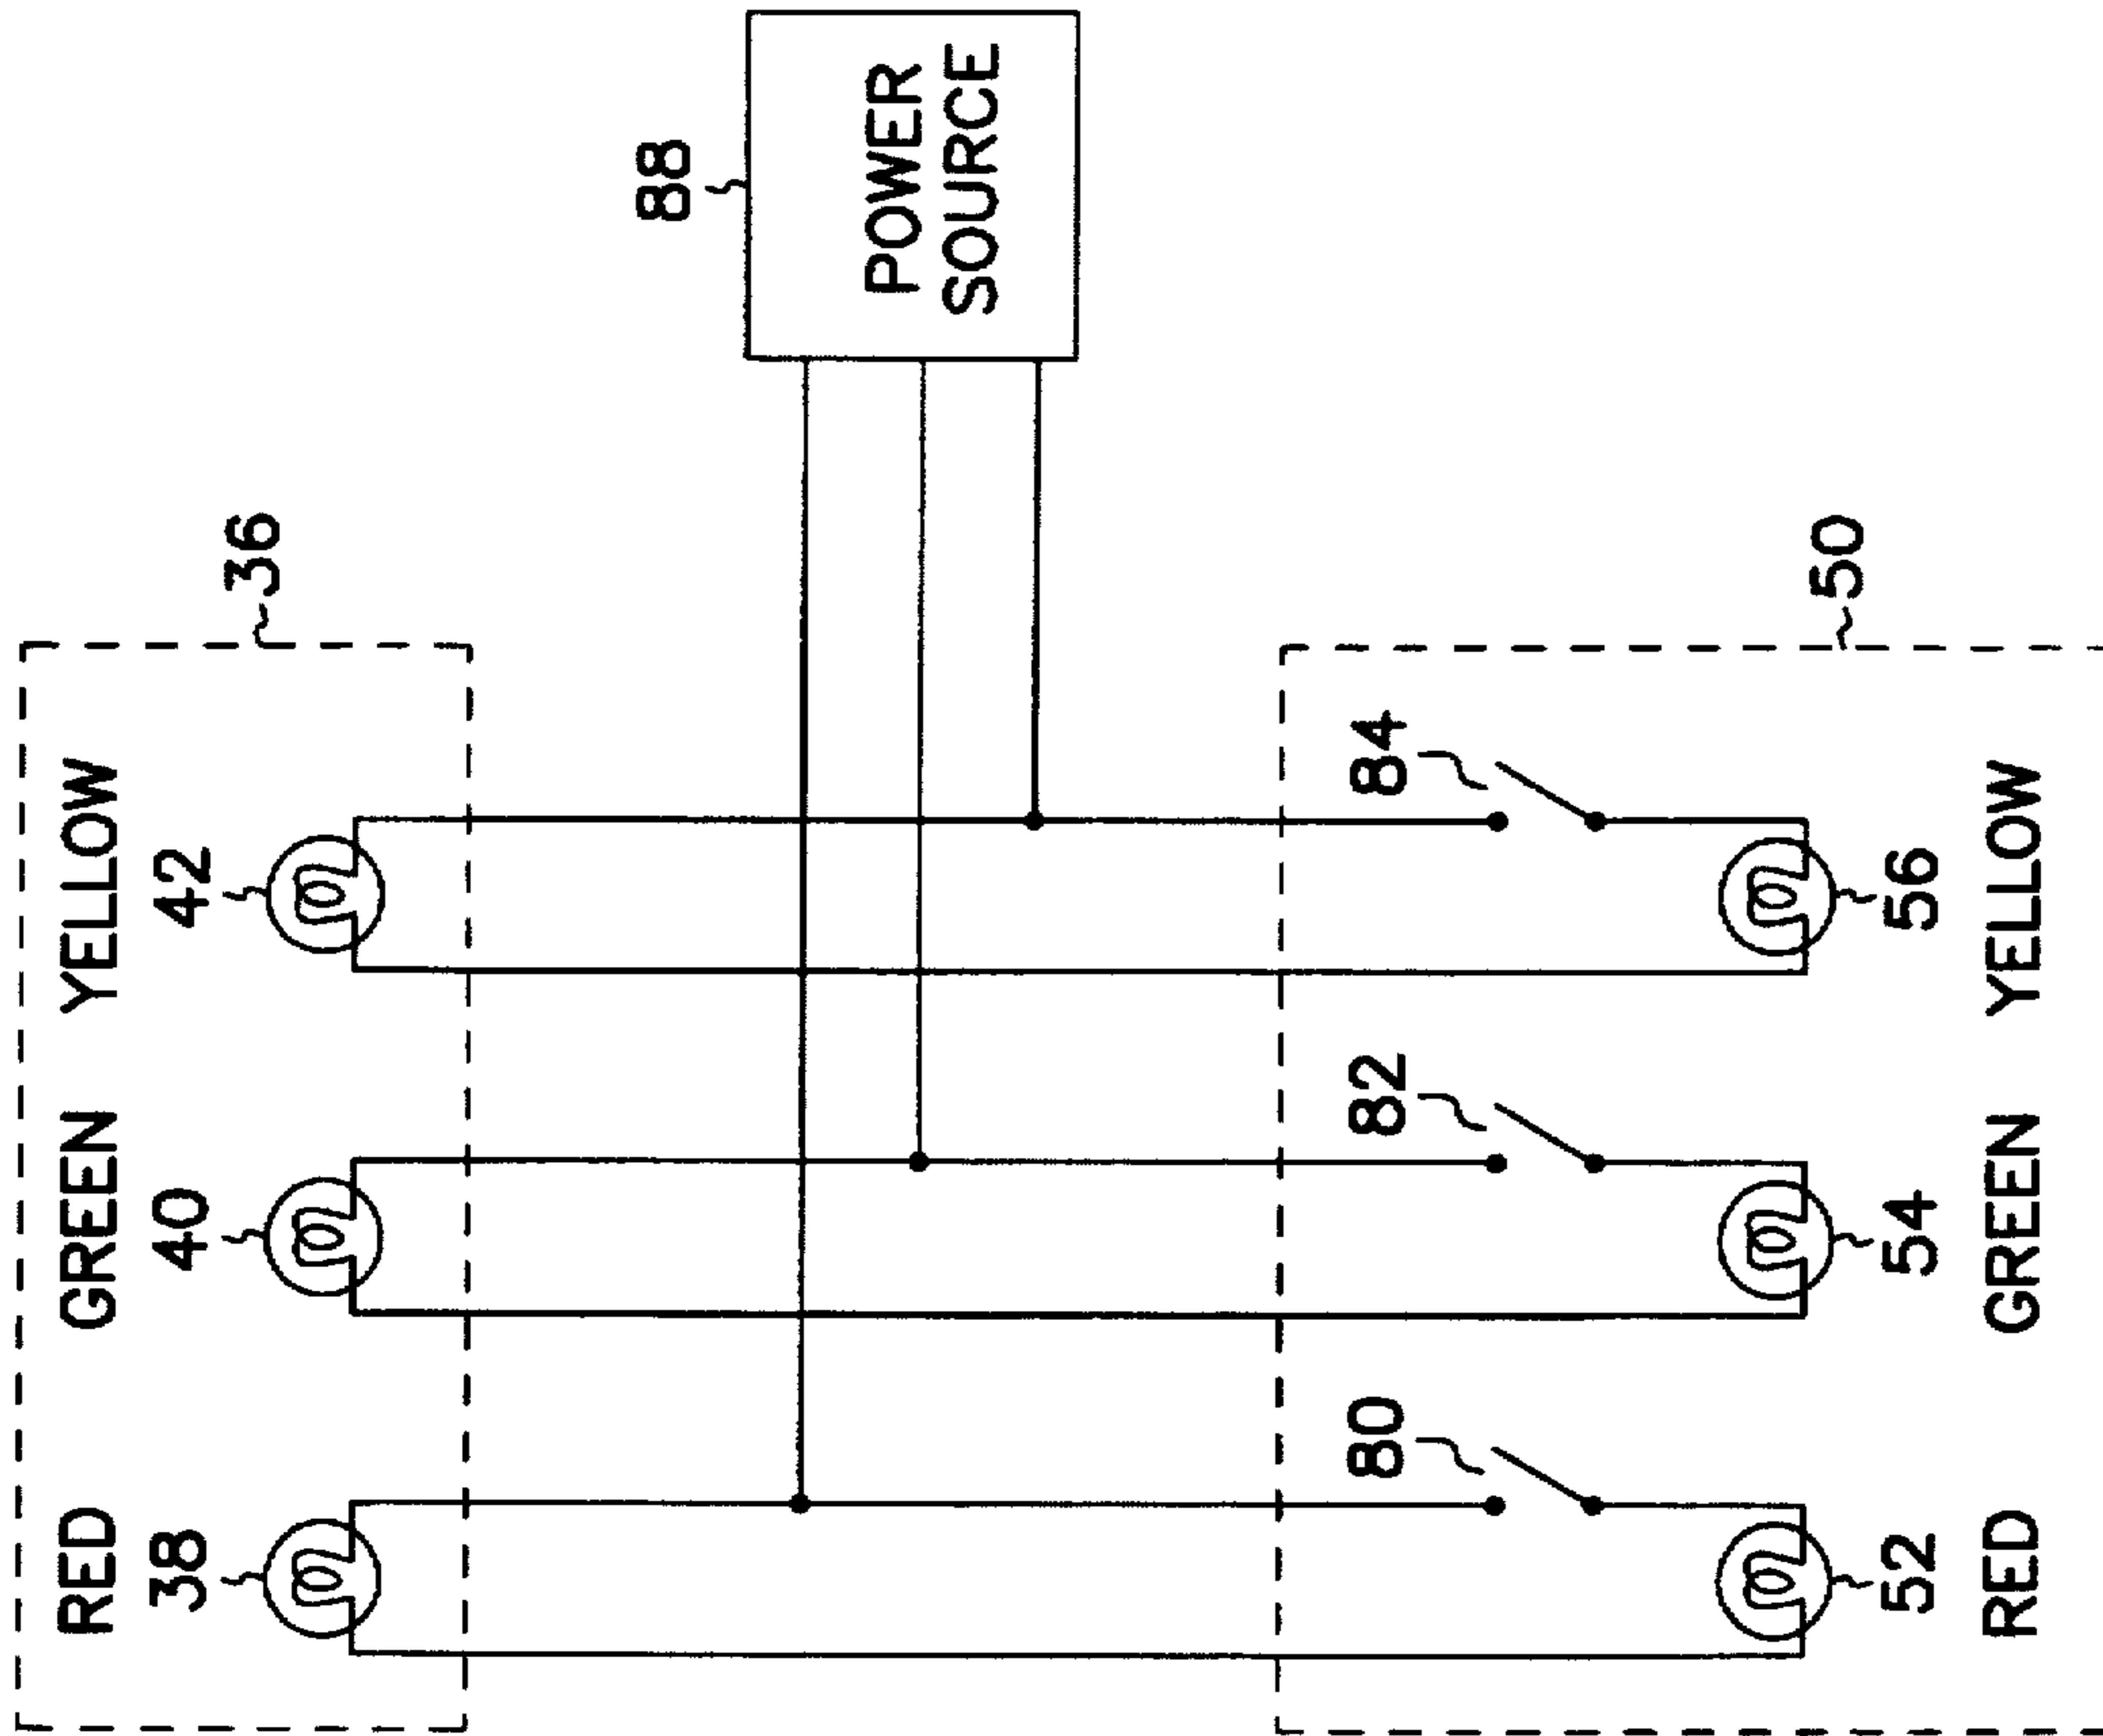 RED GREEN YELLOW
38 40 42
36
88
POWER
SOURCE
80 82 84
50
52 54 56
RED GREEN YELLOW